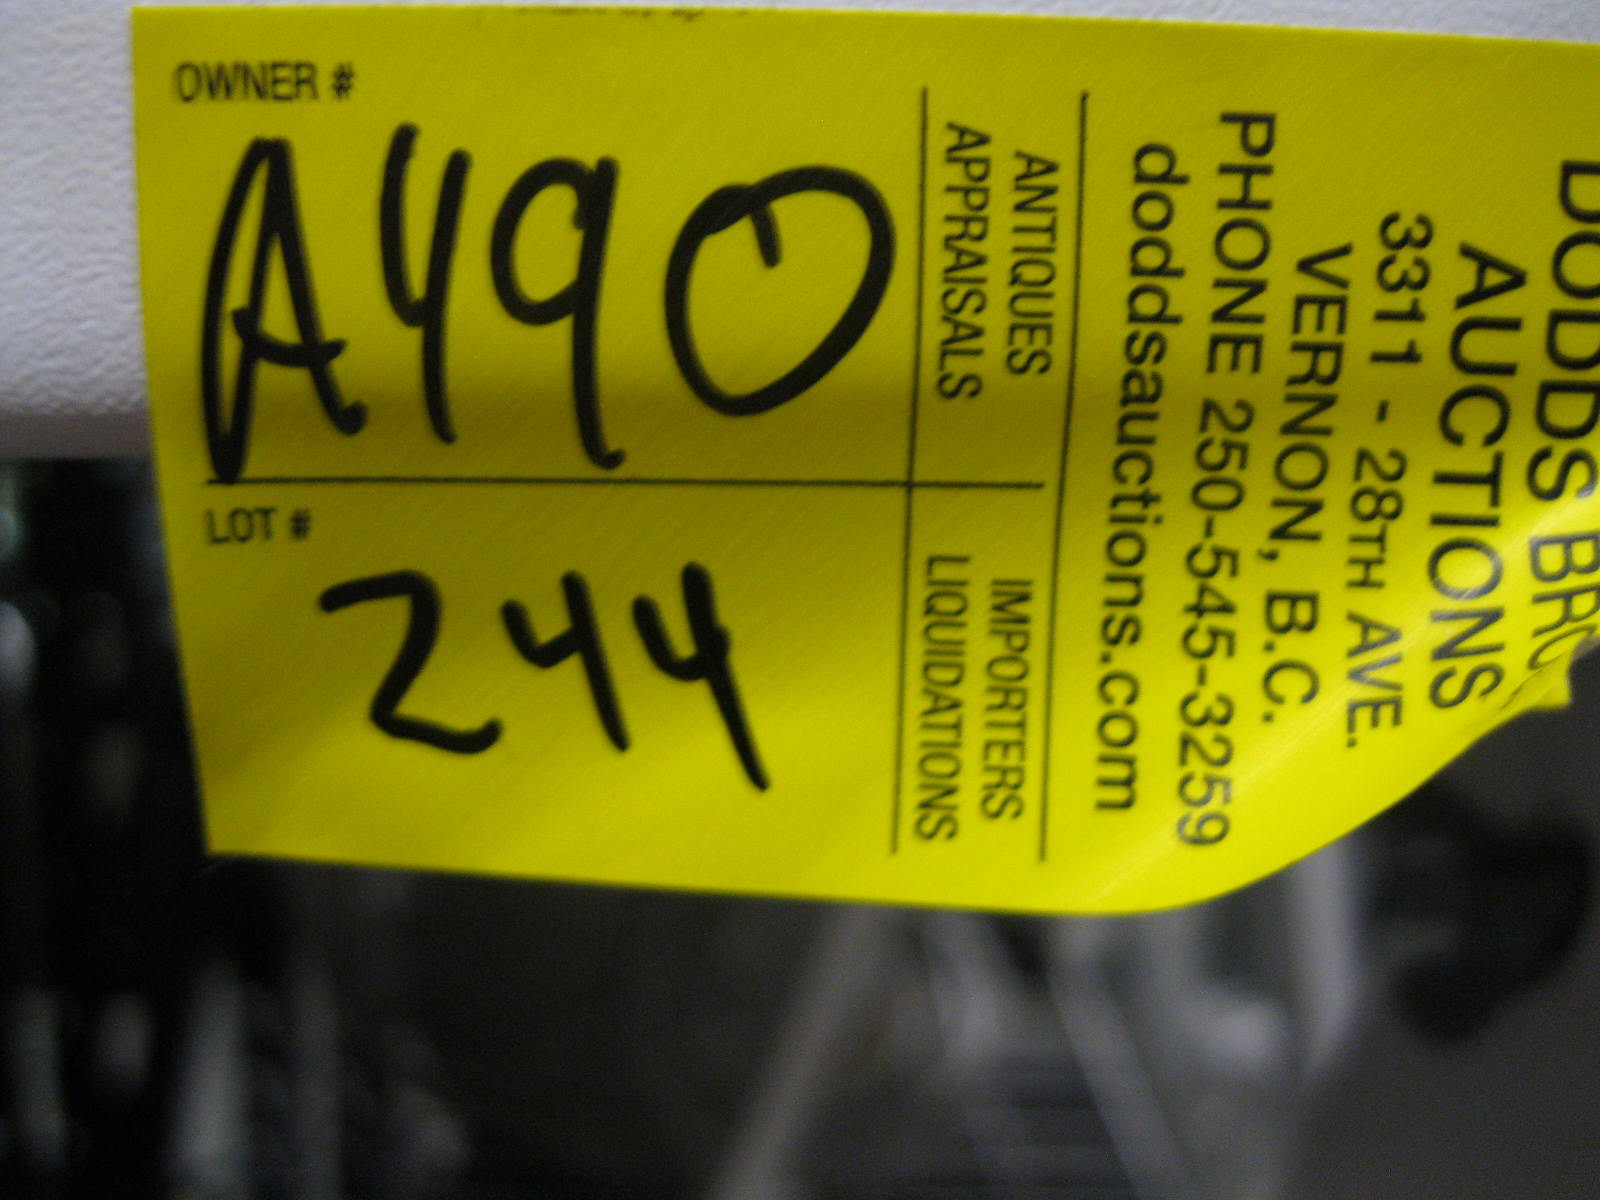 OWNER #
A490
LOT #
244
ANTIQUES
APPRAISALS
IMPORTERS
LIQUIDATIONS
DODDS
AUCTIONS
3311 - 28TH AVE.
VERNON, B.C.
PHONE 250-545-3259
doddsauctions.com